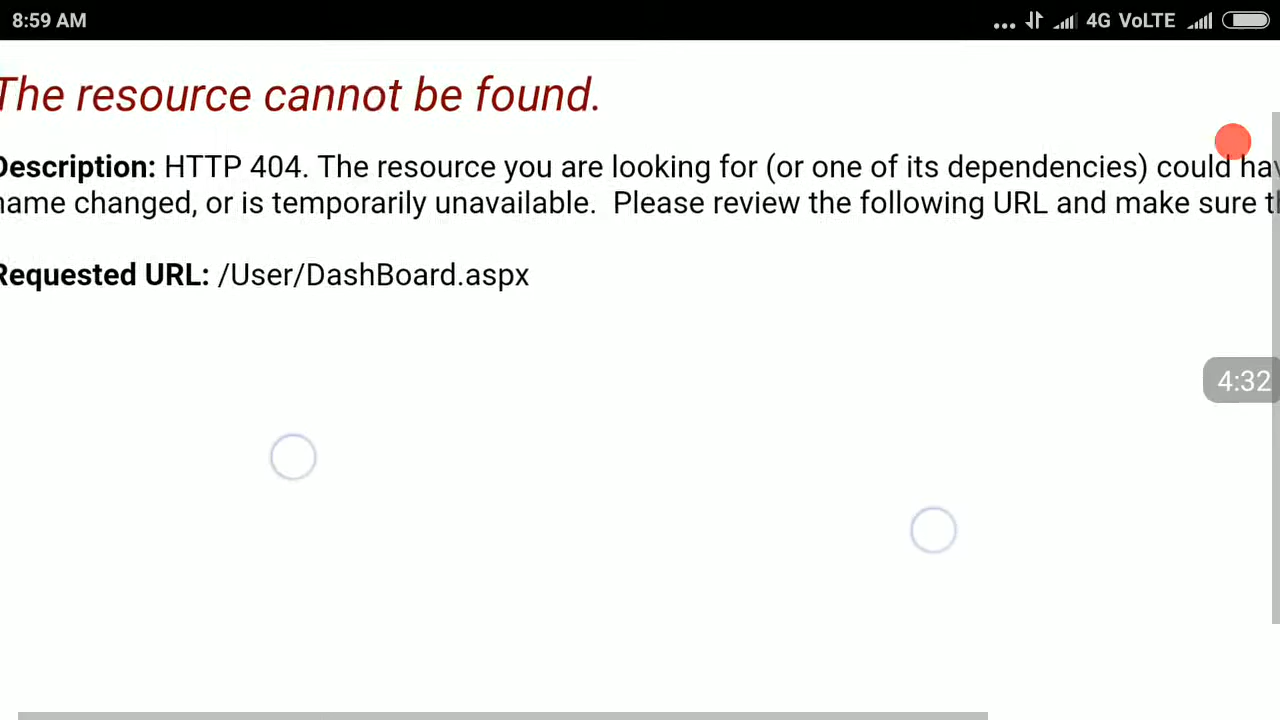 8:59 AM
... 4G VoLTE
The resource cannot be found.
Description: HTTP 404. The resource you are looking for (or one of its dependencies) could hav
name changed, or is temporarily unavailable.  Please review the following URL and make sure th
Requested URL: /User/DashBoard.aspx
4:32